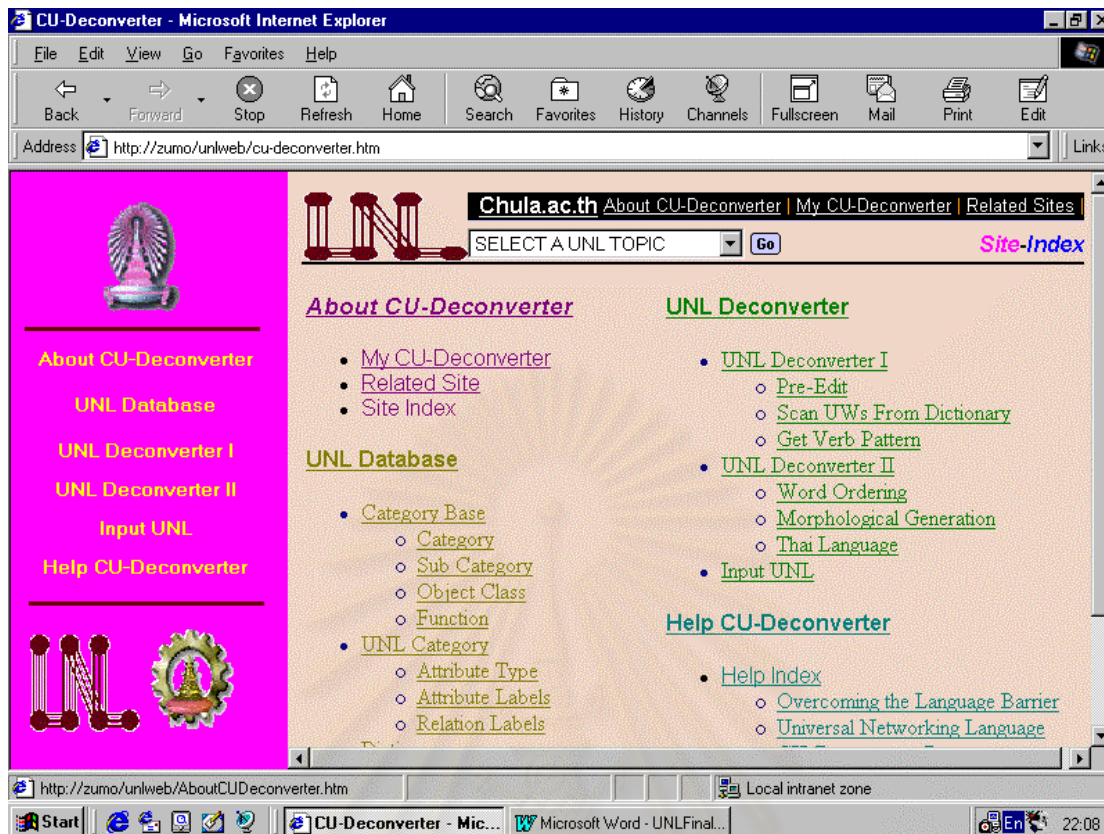 CU-Deconverter - Microsoft Internet Explorer
File Edit View Go Favorites Help
Back Forward Stop Refresh Home Search Favorites History Channels Fullscreen Mail Print Edit
Address http://zumo/unlweb/cu-deconverter.htm Links
About CU-Deconverter
UNL Database
UNL Deconverter I
UNL Deconverter II
Input UNL
Help CU-Deconverter
UNL
UNL
Chula.ac.th About CU-Deconverter | My CU-Deconverter | Related Sites |
SELECT A UNL TOPIC Go Site-Index
About CU-Deconverter
My CU-Deconverter
Related Site
Site Index
UNL Database
Category Base
Category
Sub Category
Object Class
Function
UNL Category
Attribute Type
Attribute Labels
Relation Labels
UNL Deconverter
UNL Deconverter I
Pre-Edit
Scan UWs From Dictionary
Get Verb Pattern
UNL Deconverter II
Word Ordering
Morphological Generation
Thai Language
Input UNL
Help CU-Deconverter
Help Index
Overcoming the Language Barrier
Universal Networking Language
http://zumo/unlweb/AboutCUDeconverter.htm Local intranet zone
Start CU-Deconverter - Mic... Microsoft Word - UNLFinal... En 22:08